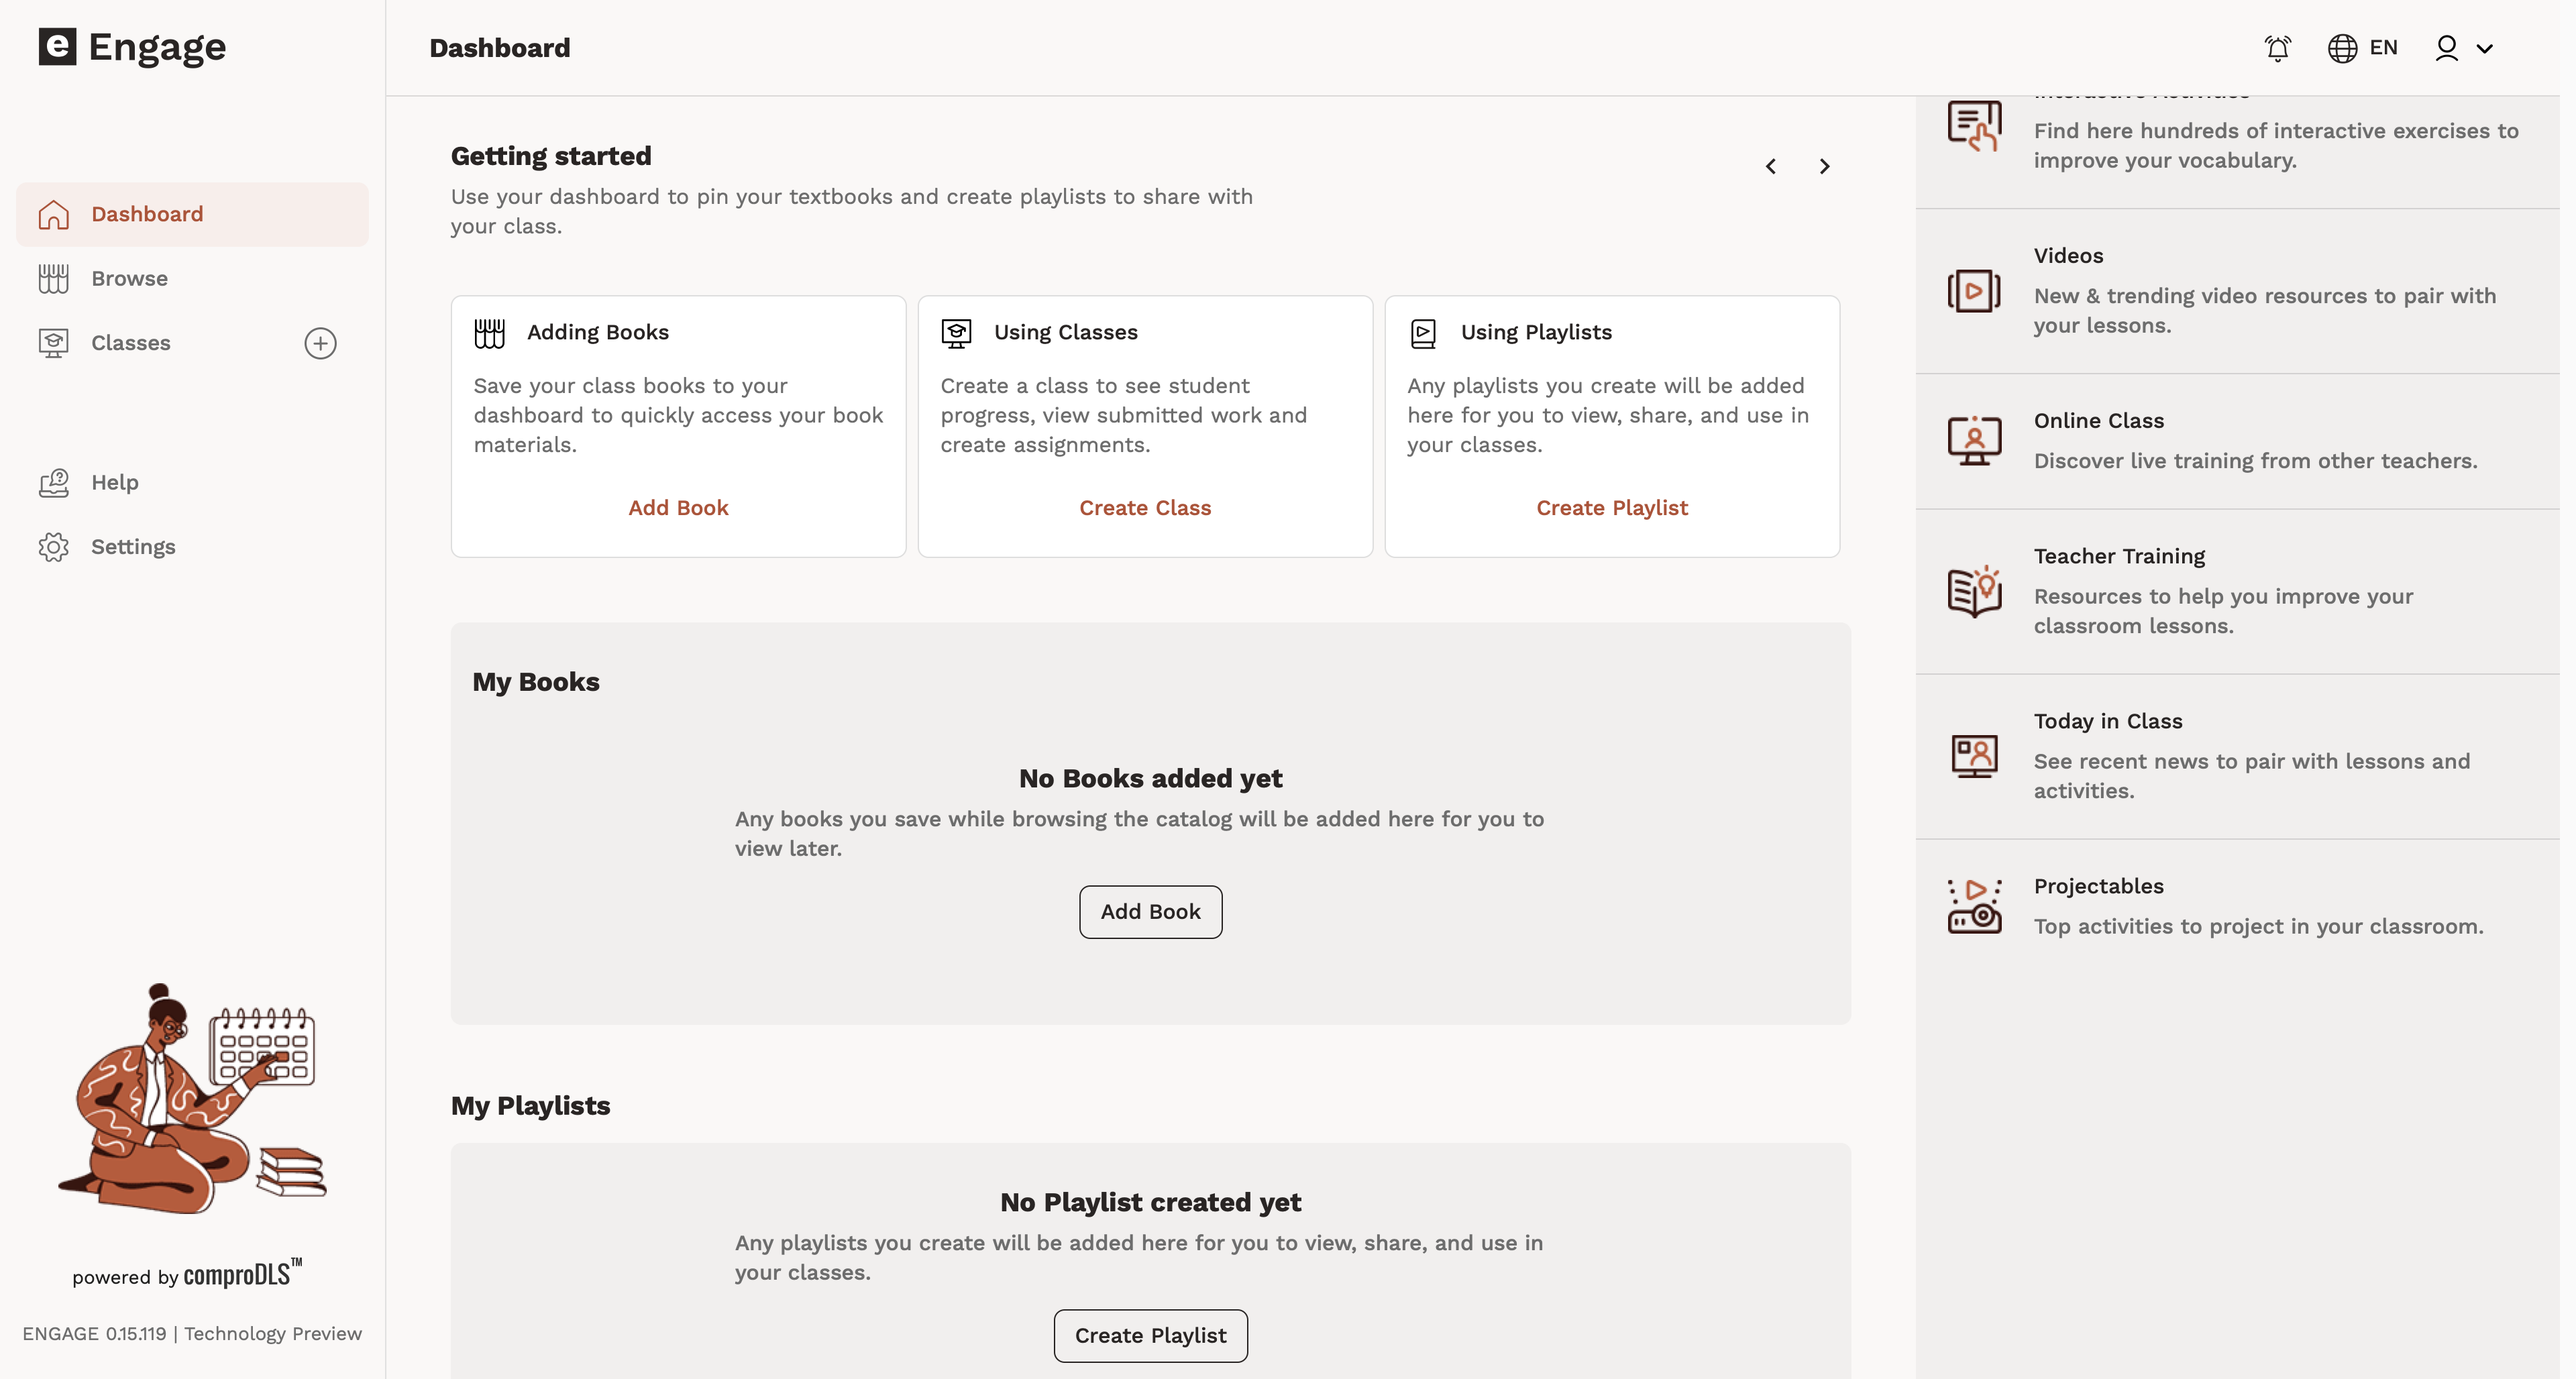 e Engage
Dashboard
EN
Dashboard
Browse
Classes
Help
Settings
powered by comproDLS™
ENGAGE 0.15.119 | Technology Preview
Getting started
Use your dashboard to pin your textbooks and create playlists to share with
your class.
Adding Books
Save your class books to your
dashboard to quickly access your book
materials.
Add Book
Using Classes
Create a class to see student
progress, view submitted work and
create assignments.
Create Class
Using Playlists
Any playlists you create will be added
here for you to view, share, and use in
your classes.
Create Playlist
My Books
No Books added yet
Any books you save while browsing the catalog will be added here for you to
view later.
Add Book
My Playlists
No Playlist created yet
Any playlists you create will be added here for you to view, share, and use in
your classes.
Create Playlist
Find here hundreds of interactive exercises to
improve your vocabulary.
Videos
New & trending video resources to pair with
your lessons.
Online Class
Discover live training from other teachers.
Teacher Training
Resources to help you improve your
classroom lessons.
Today in Class
See recent news to pair with lessons and
activities.
Projectables
Top activities to project in your classroom.